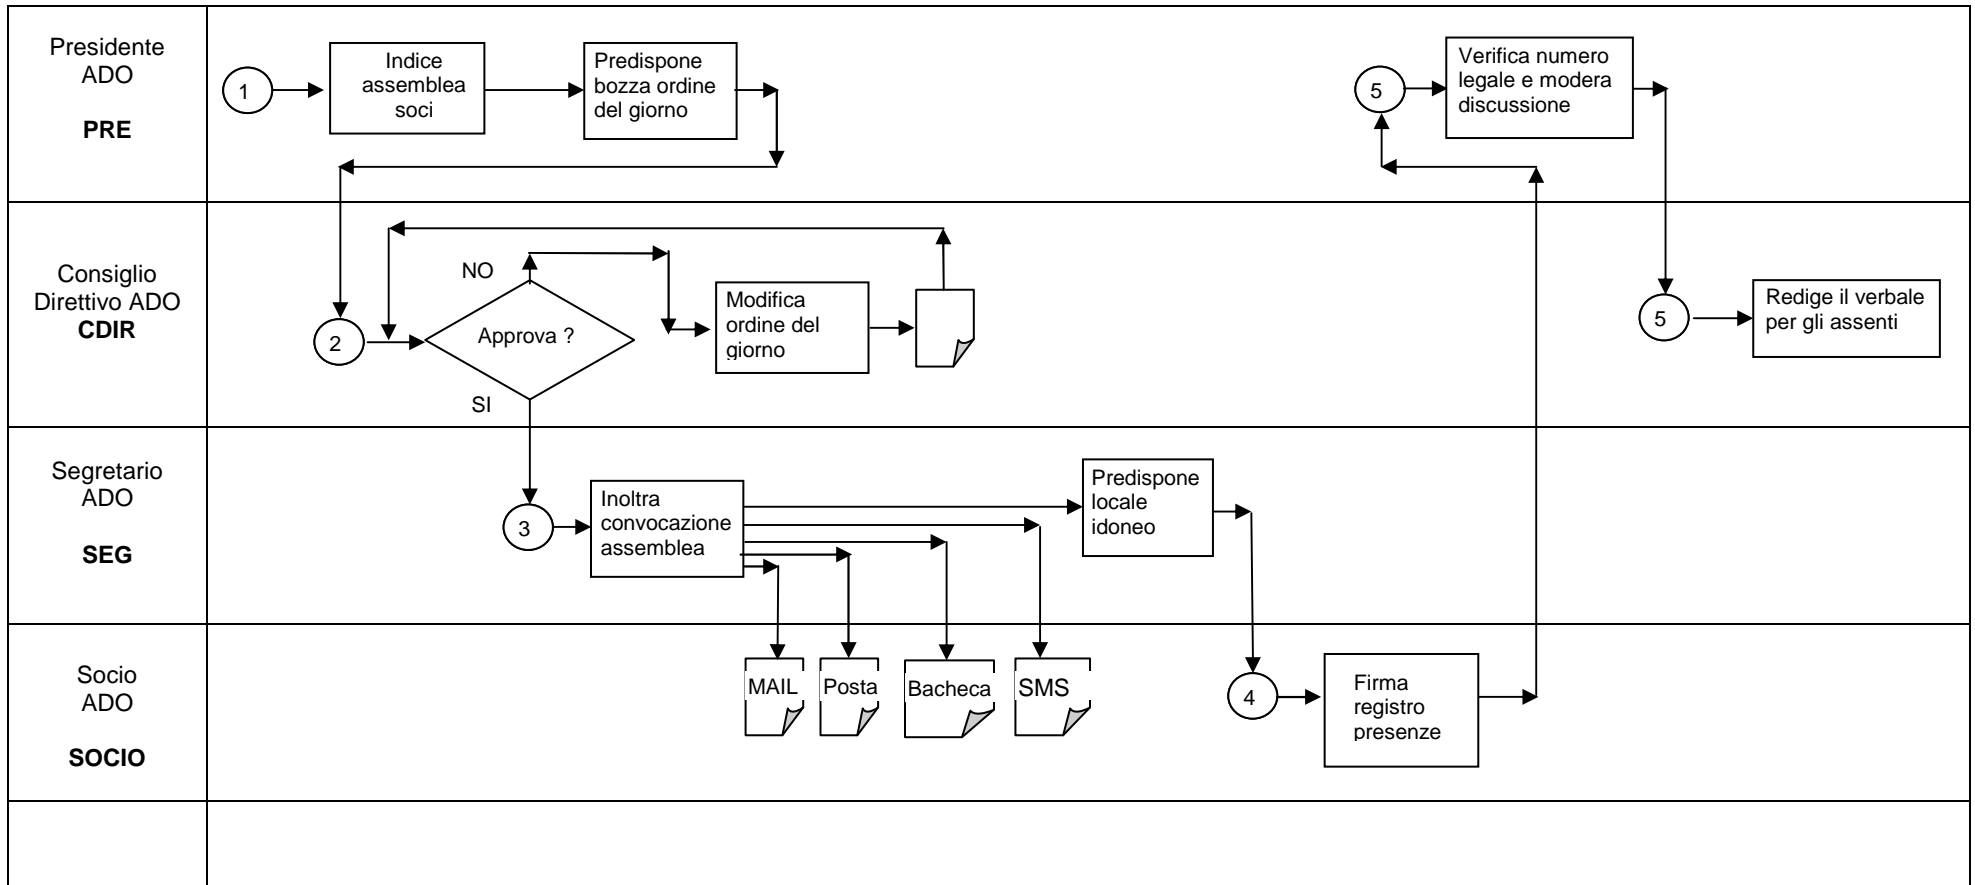 Presidente
ADO
PRE
1
Indice
assemblea
soci
Predispone
bozza ordine
del giorno
5
Verifica numero
legale e modera
discussione
Consiglio
Direttivo ADO
CDIR
2
NO
Approva ?
SI
Modifica
ordine del
giorno
5
Redige il verbale
per gli assenti
Segretario
ADO
SEG
3
Inoltra
convocazione
assemblea
Predispone
locale
idoneo
Socio
ADO
SOCIO
MAIL
Posta
Bacheca
SMS
4
Firma
registro
presenze